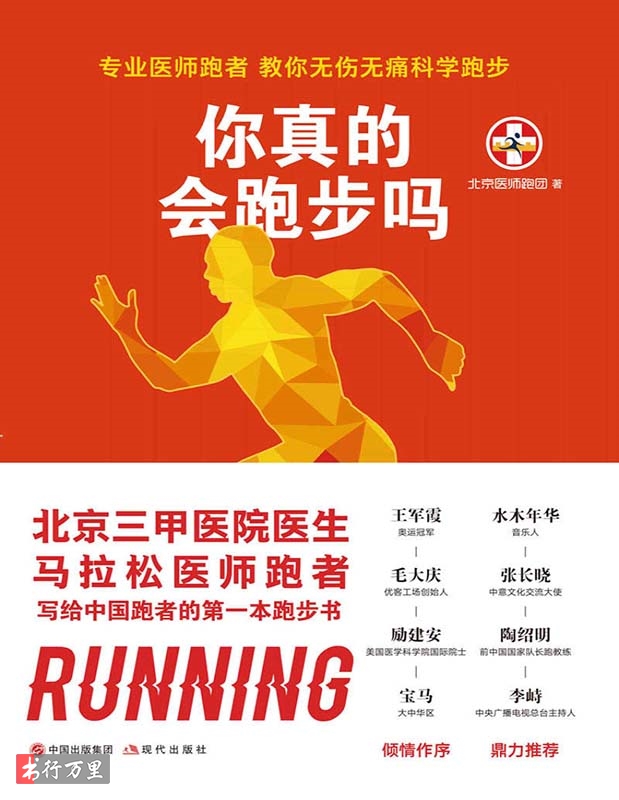 专业医师跑者 教你无伤无痛科学跑步
你真的
会跑步吗
北京医师跑团 著
北京三甲医院医生
马拉松医师跑者
写给中国跑者的第一本跑步书
RUNNING
王军霞
奥运冠军
毛大庆
优客工场创始人
励建安
美国医学科学院国际院士
宝马
大中华区
倾情作序
水木年华
音乐人
张长晓
中意文化交流大使
陶绍明
前中国国家队长跑教练
李峙
中央广播电视总台主持人
鼎力推荐
中国出版集团 现代出版社
书行万里